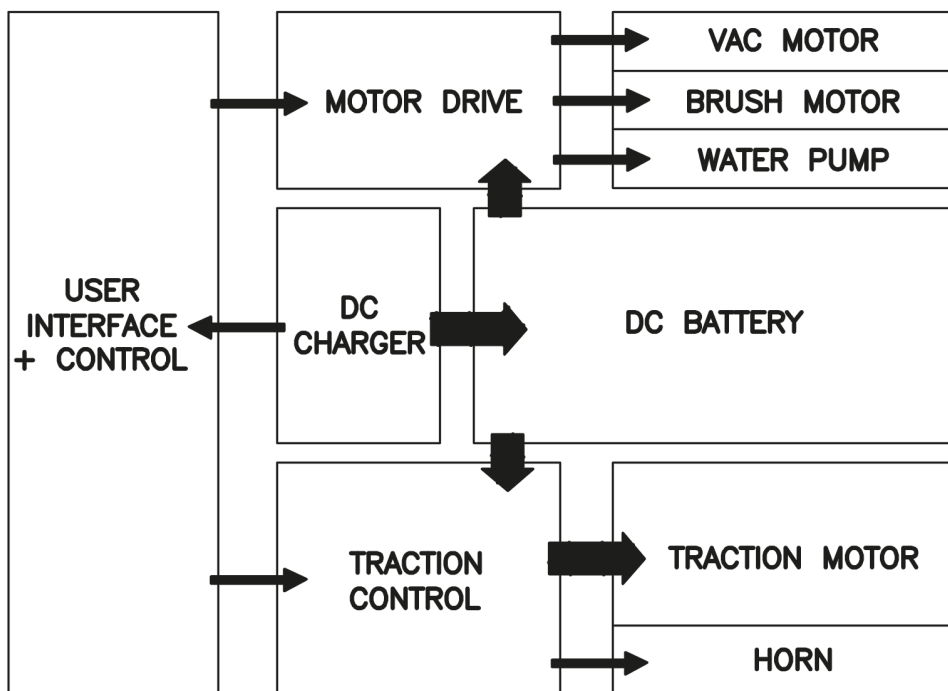 VAC MOTOR
MOTOR DRIVE
BRUSH MOTOR
WATER PUMP
USER
INTERFACE
+ CONTROL
DC
CHARGER
DC BATTERY
TRACTION
CONTROL
TRACTION MOTOR
HORN